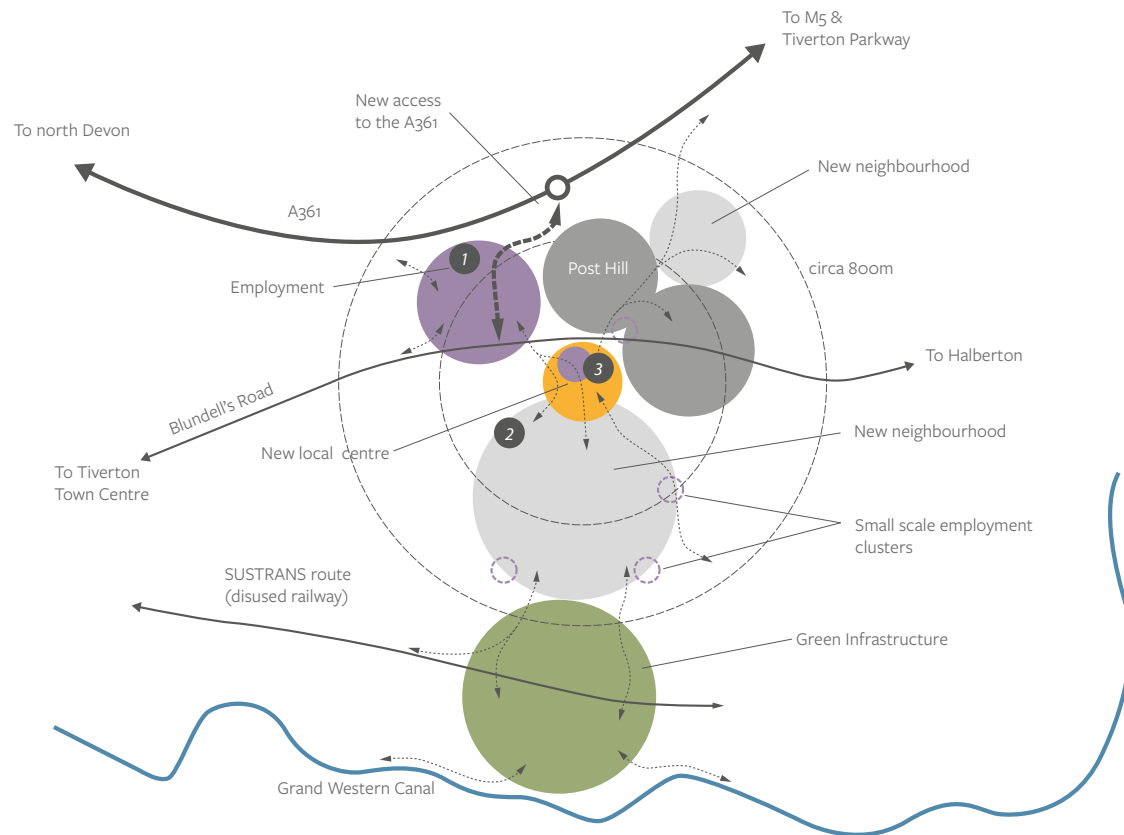 To M5 &
Tiverton Parkway
New access
to the A361
To north Devon
New neighbourhood
A361
1
Post Hill
circa 800m
Employment
To Halberton
3
Blundell's Road
2
New neighbourhood
New local centre
To Tiverton
Town Centre
Small scale employment
clusters
SUSTRANS route
(disused railway)
Green Infrastructure
Grand Western Canal